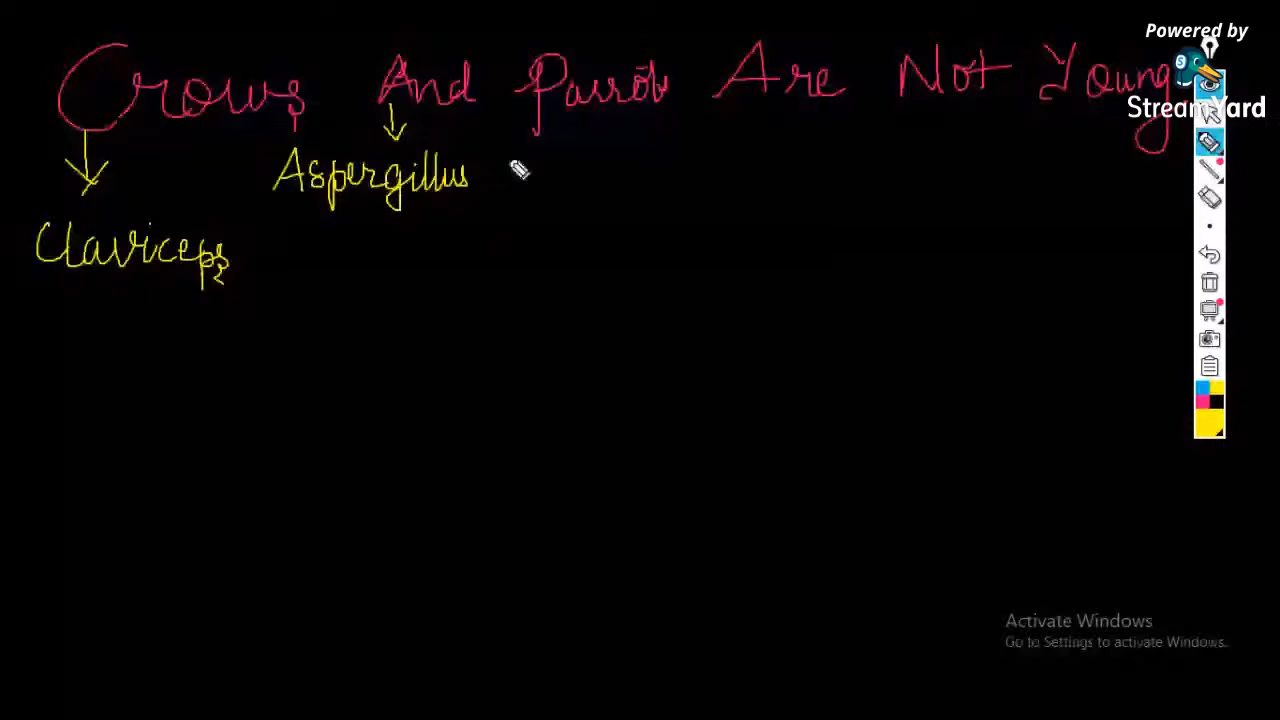 Powered by
StreamYard
Crows And Parrot Are Not Young
Aspergillus
Claviceps
Activate Windows
Go to Settings to activate Windows.